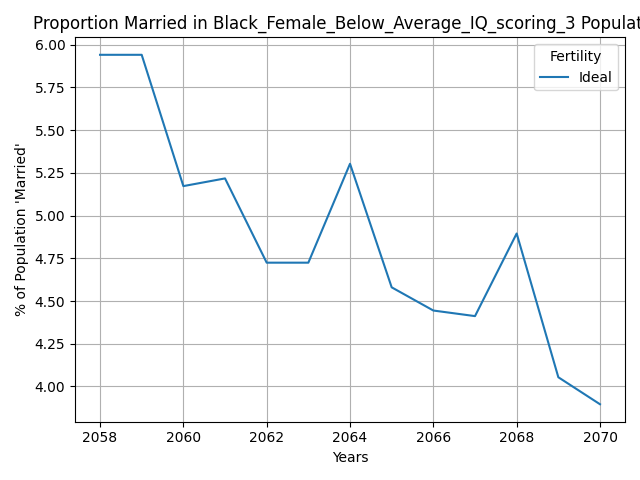 Proportion Married in Black_Female_Below_Average_IQ_scoring_3 Populat
6.00
5.75
5.50
5.25
5.00
4.75
4.50
4.25
4.00
% of Population 'Married'
Fertility
Ideal
2058 2060 2062 2064 2066 2068 2070
Years